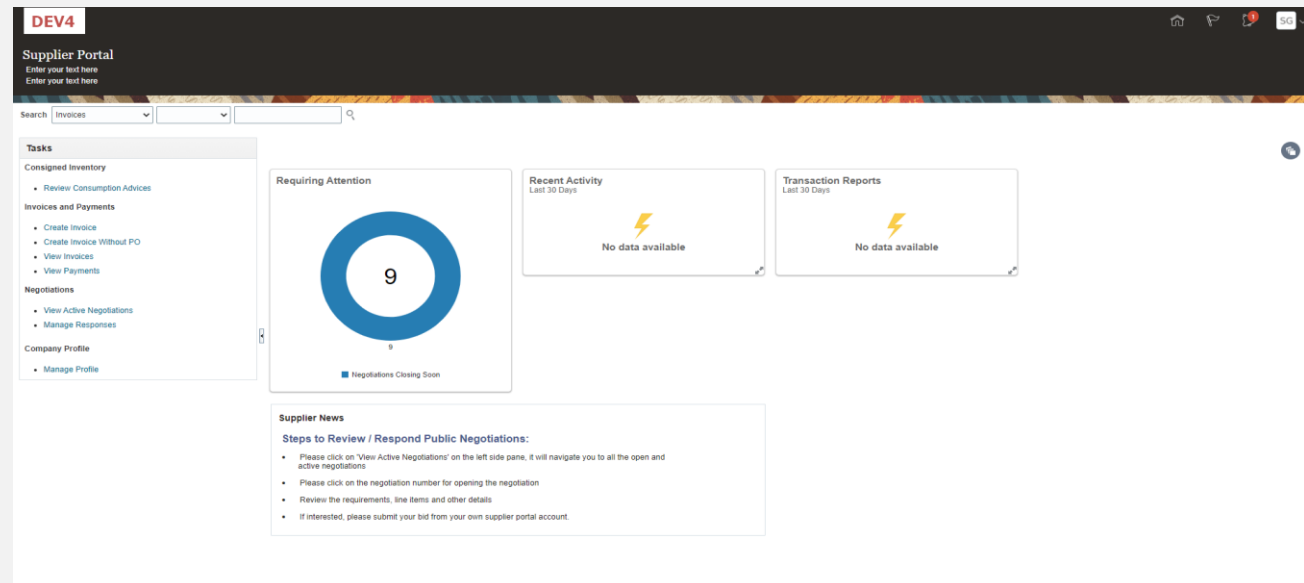 DEV4
1
SG
Supplier Portal
Enter your text here
Enter your text here
Search Invoices
Tasks
Consigned Inventory
Review Consumption Advices
Invoices and Payments
Create Invoice
Create Invoice Without PO
View Invoices
View Payments
Negotiations
View Active Negotiations
Manage Responses
Company Profile
Manage Profile
Requiring Attention
9
9
Negotiations Closing Soon
Recent Activity
Last 30 Days
No data available
Transaction Reports
Last 30 Days
No data available
Supplier News
Steps to Review / Respond Public Negotiations:
Please click on 'View Active Negotiations' on the left side pane, it will navigate you to all the open and
active negotiations
Please click on the negotiation number for opening the negotiation
Review the requirements, line items and other details
If interested, please submit your bid from your own supplier portal account.